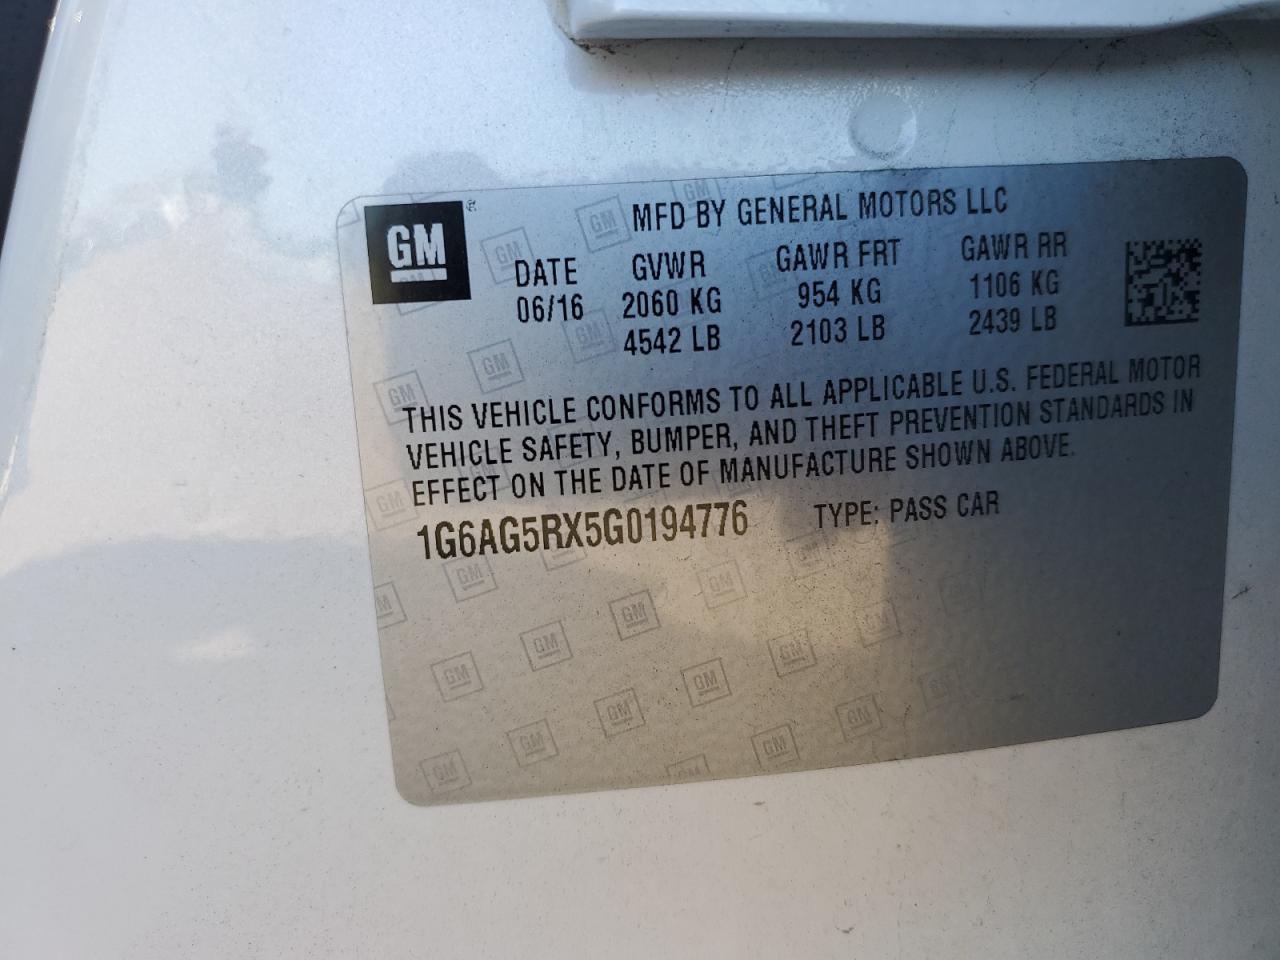 GM
MFD BY GENERAL MOTORS LLC
DATE GVWR GAWR FRT GAWR RR
06/16 2060 KG 954 KG 1106 KG
4542 LB 2103 LB 2439 LB
THIS VEHICLE CONFORMS TO ALL APPLICABLE U.S. FEDERAL MOTOR
VEHICLE SAFETY, BUMPER, AND THEFT PREVENTION STANDARDS IN
EFFECT ON THE DATE OF MANUFACTURE SHOWN ABOVE.
1G6AG5RX5G0194776 TYPE: PASS CAR